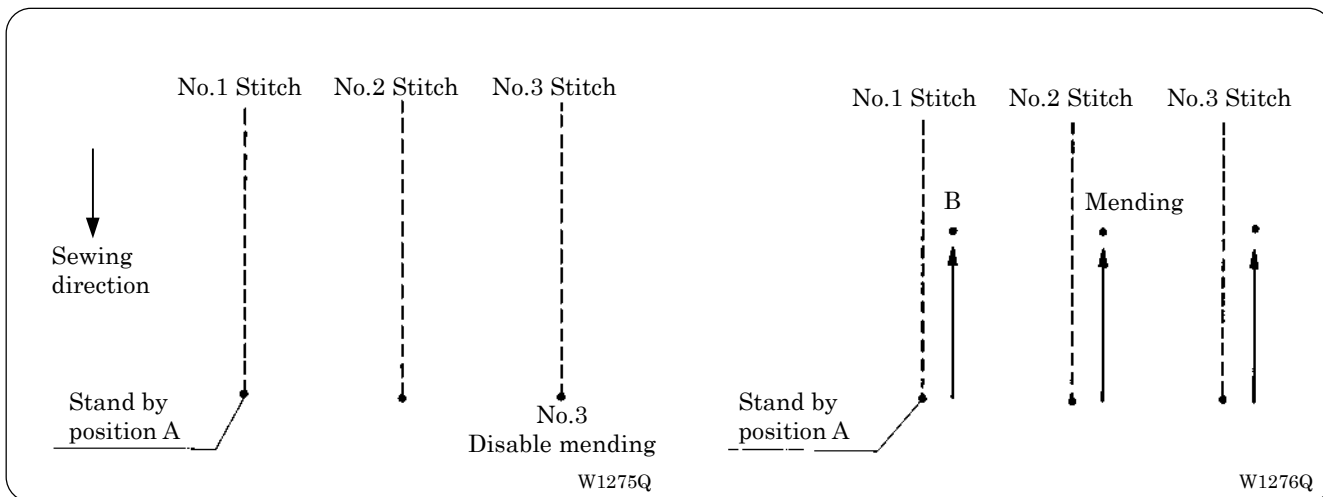 No.1 Stitch
No.2 Stitch
No.3 Stitch
Sewing
direction
Stand by
position A
No.3
Disable mending
W1275Q
No.1 Stitch
No.2 Stitch
No.3 Stitch
B
Mending
Stand by
position A
W1276Q